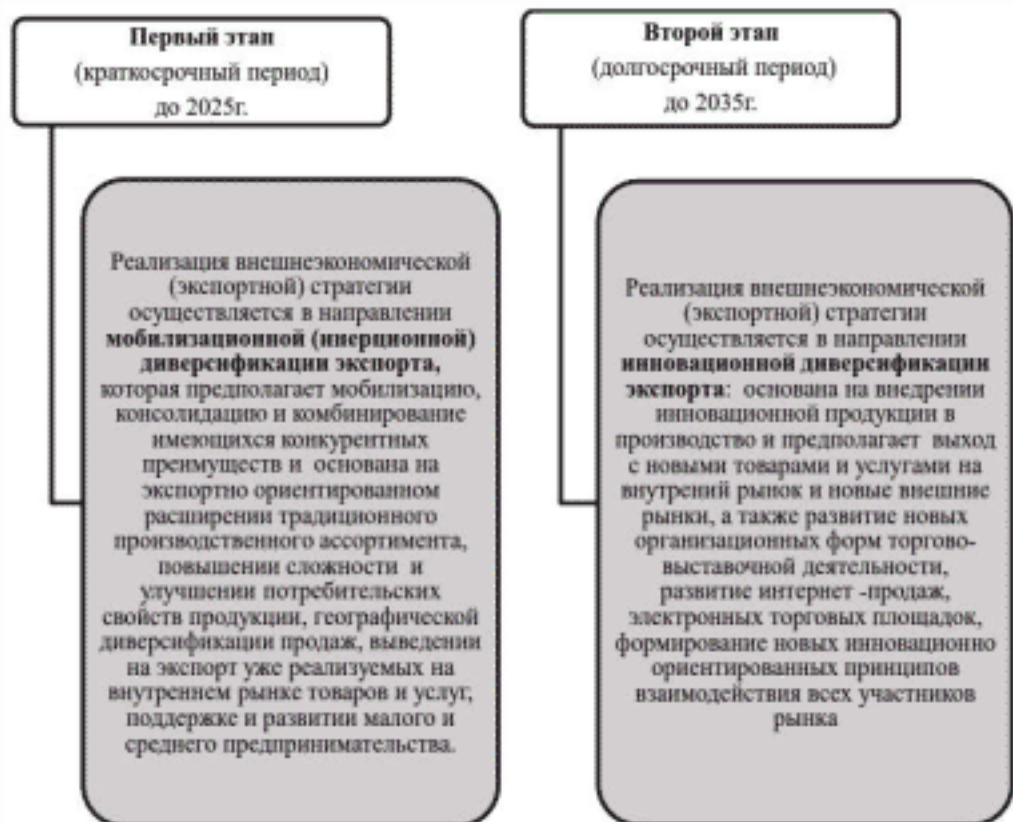 Первый этап
(краткосрочный период)
до 2025г.
Реализация внешнеэкономической
(экспортной) стратегии
осуществляется в направлении
мобилизационной (инерционной)
диверсификации экспорта,
которая предполагает мобилизацию,
консолидацию и комбинирование
имеющихся конкурентных
преимуществ и основана на
экспортно ориентированном
расширении традиционного
производственного ассортимента,
повышении сложности и
улучшении потребительских
свойств продукции, географической
диверсификации продаж, выведении
на экспорт уже реализуемых на
внутреннем рынке товаров и услуг,
поддержке и развитии малого и
среднего предпринимательства.
Второй этап
(долгосрочный период)
до 2035г.
Реализация внешнеэкономической
(экспортной) стратегии
осуществляется в направлении
инновационной диверсификации
экспорта: основана на внедрении
инновационной продукции в
производство и предполагает выход
с новыми товарами и услугами на
внутрений рынок и новые внешние
рынки, а также развитие новых
организационных форм торгово-
выставочной деятельности,
развитие интернет -продаж,
электронных торговых площадок,
формирование новых инновационно
ориентированных принципов
взаимодействия всех участников
рынка